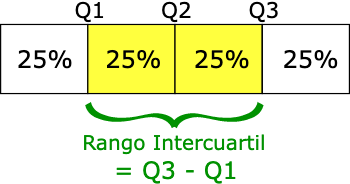 Q1 Q2 Q3
25% 25% 25% 25%
Rango Intercuartil
= Q3 - Q1